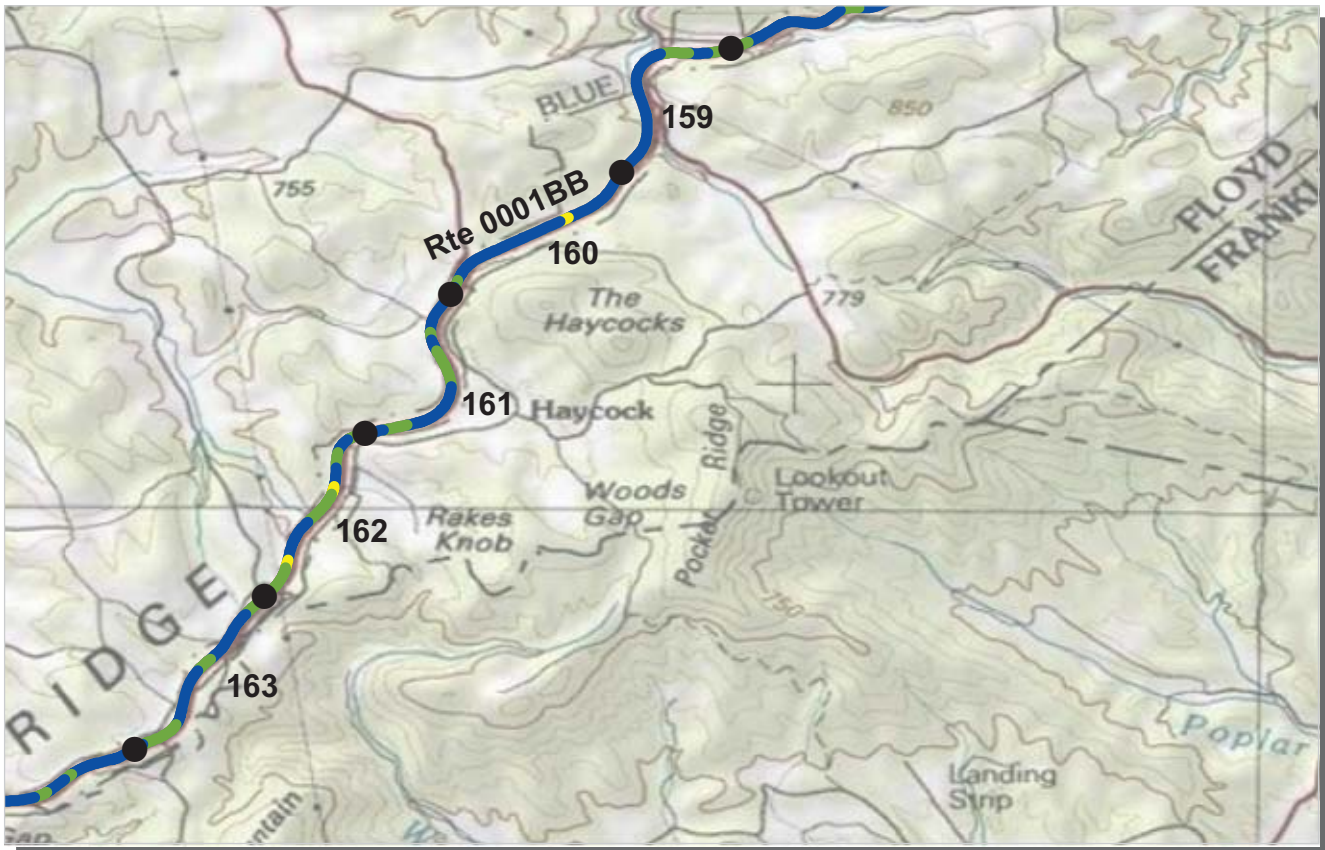 BLUE
159
850
FLOYD
755
Rte 0001BB
160
The
Haycocks
779
161
Haycock
Ridge
Lookout
Tower
Woods
Gap
Rakes
Knob
162
Pocket
750
RIDGE
163
Poplar
Landing
Strip